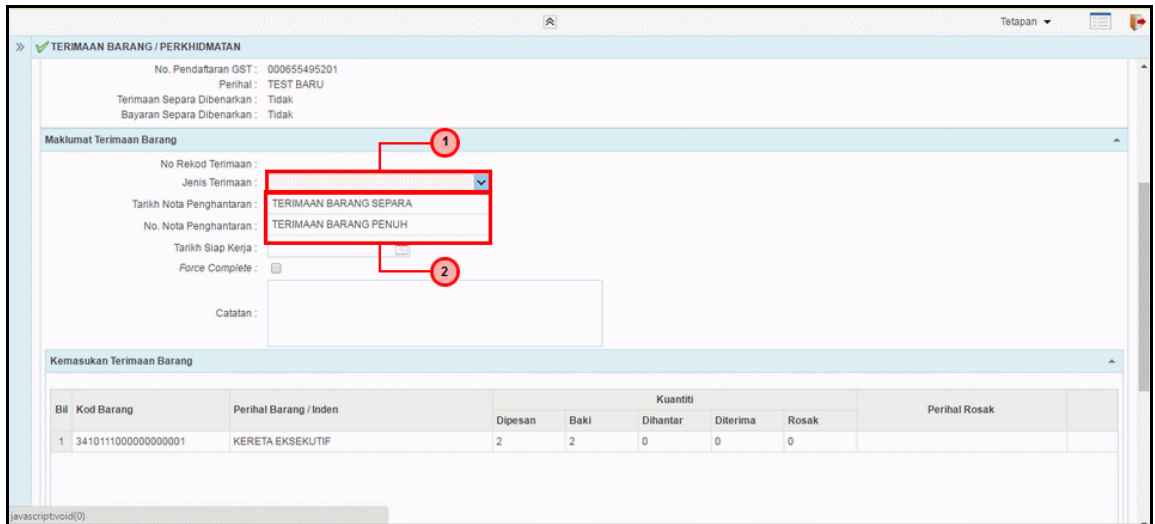 Tetapan
TERIMAAN BARANG / PERKHIDMATAN
No. Pendaftaran GST : 000655495201
Perihal : TEST BARU
Terimaan Separa Dibenarkan : Tidak
Bayaran Separa Dibenarkan : Tidak
Maklumat Terimaan Barang
1
No Rekod Terimaan :
Jenis Terimaan :
Tarikh Nota Penghantaran : TERIMAAN BARANG SEPARA
No. Nota Penghantaran : TERIMAAN BARANG PENUH
Tarikh Siap Kerja :
Force Complete :
2
Catatan :
Kemasukan Terimaan Barang
Bil Kod Barang Perihal Barang / Inden Kuantiti Perihal Rosak
Dipesan Baki Dihantar Diterima Rosak
1 3410111000000000001 KERETA EKSEKUTIF 2 2 0 0 0
javascript:void(0)